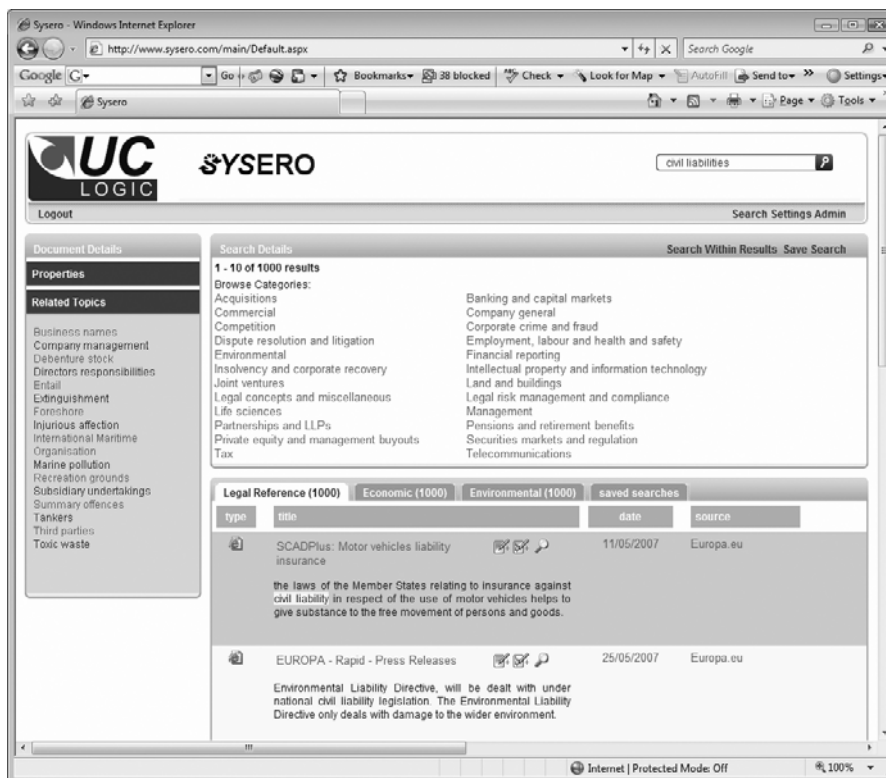 Sysero - Windows Internet Explorer
http://www.sysero.com/main/Default.aspx
Search Google
Google
G
Go
Bookmarks
38 blocked
Check
Look for Map
AutoFill
Send to
Settings
Sysero
Page
Tools
UC
LOGIC
SYSERO
civil liabilities
Logout
Search Settings Admin
Document Details
Properties
Related Topics
Business names
Company management
Debenture stock
Directors responsibilities
Entail
Extinguishment
Foreshore
Injurious affection
International Maritime
Organisation
Marine pollution
Recreation grounds
Subsidiary undertakings
Summary offences
Tankers
Third parties
Toxic waste
Search Details
Search Within Results Save Search
1 - 10 of 1000 results
Browse Categories:
Acquisitions
Commercial
Competition
Dispute resolution and litigation
Environmental
Insolvency and corporate recovery
Joint ventures
Legal concepts and miscellaneous
Life sciences
Partnerships and LLPs
Private equity and management buyouts
Tax
Banking and capital markets
Company general
Corporate crime and fraud
Employment, labour and health and safety
Financial reporting
Intellectual property and information technology
Land and buildings
Legal risk management and compliance
Management
Pensions and retirement benefits
Securities markets and regulation
Telecommunications
Legal Reference (1000)
Economic (1000)
Environmental (1000)
saved searches
type
title
date
source
SCADPlus: Motor vehicles liability
insurance
11/05/2007
Europa.eu
the laws of the Member States relating to insurance against
civil liability in respect of the use of motor vehicles helps to
give substance to the free movement of persons and goods.
EUROPA - Rapid - Press Releases
25/05/2007
Europa.eu
Environmental Liability Directive, will be dealt with under
national civil liability legislation. The Environmental Liability
Directive only deals with damage to the wider environment.
Internet | Protected Mode: Off
100%